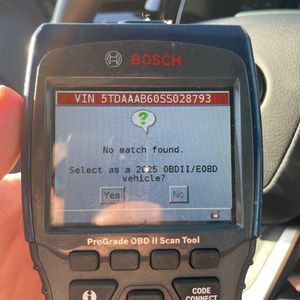 BOSCH
VIN 5TDAAAB60SS028793
?
No match found.
Select as a 2025 OBDII/EOBD
vehicle?
Yes No
ProGrade OBD II Scan Tool
CODE
CONNECT